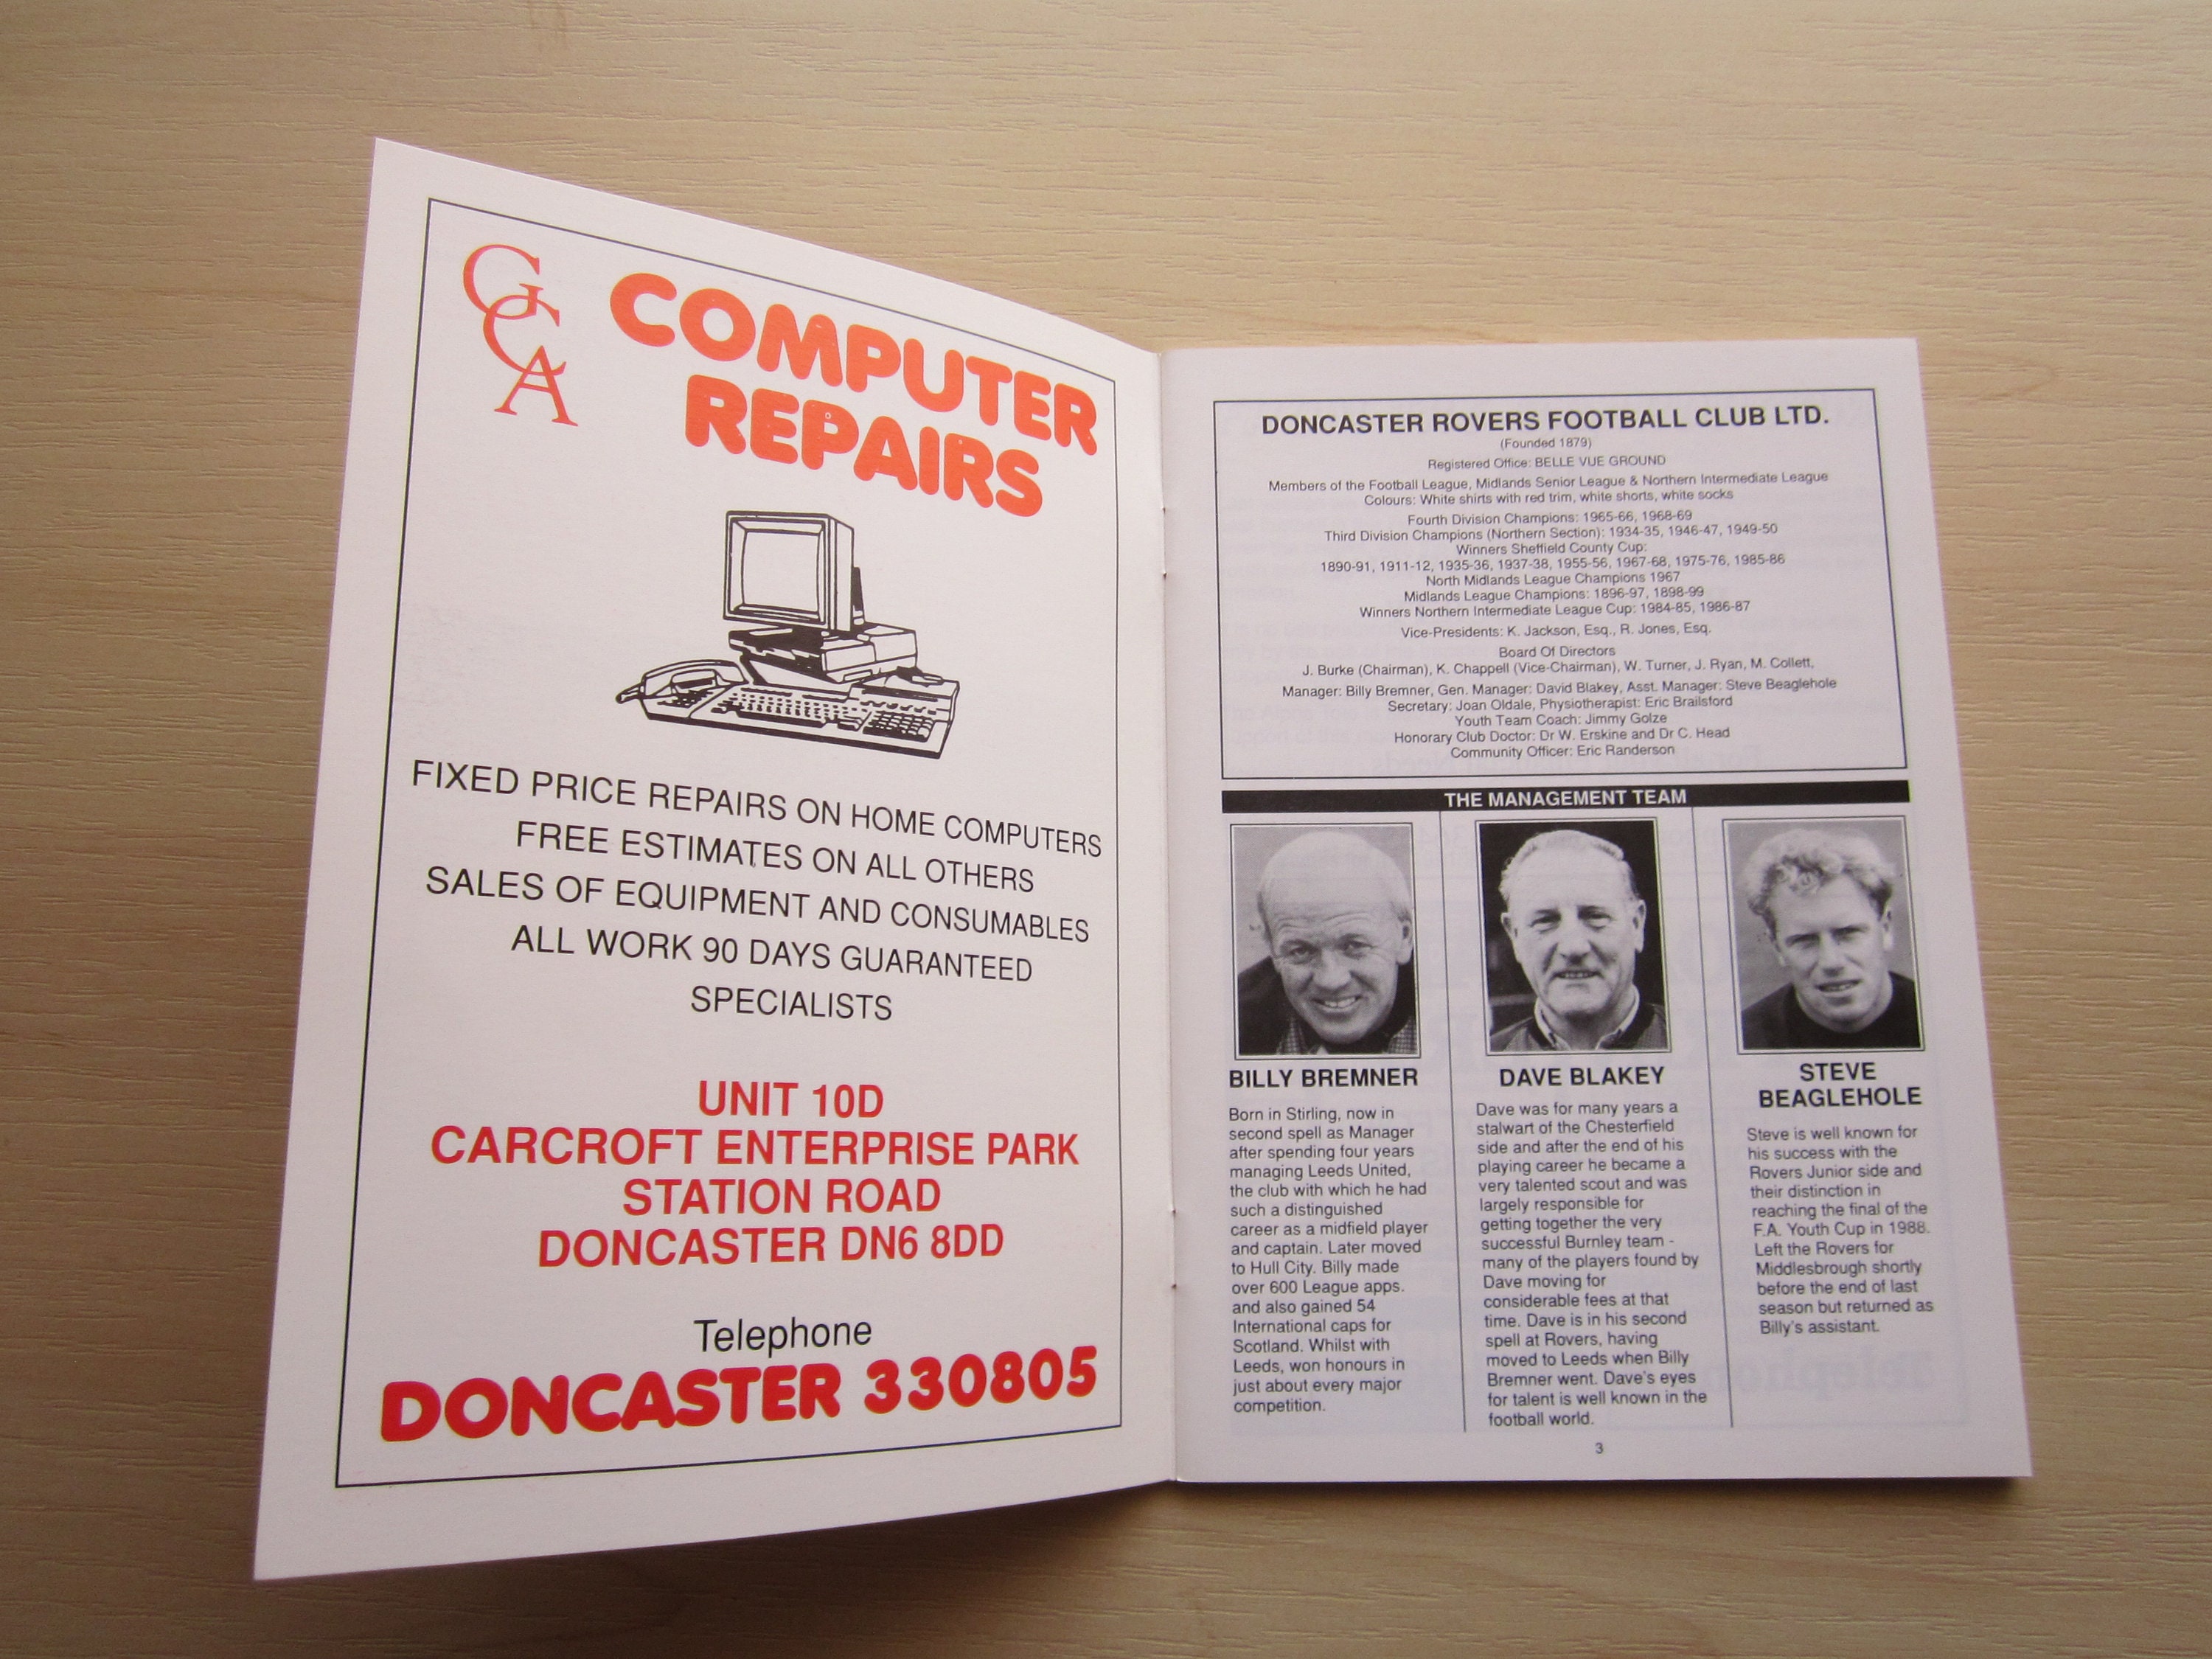 GCA
COMPUTER
REPAIRS
FIXED PRICE REPAIRS ON HOME COMPUTERS
FREE ESTIMATES ON ALL OTHERS
SALES OF EQUIPMENT AND CONSUMABLES
ALL WORK 90 DAYS GUARANTEED
SPECIALISTS
UNIT 10D
CARCROFT ENTERPRISE PARK
STATION ROAD
DONCASTER DN6 8DD
Telephone
DONCASTER 330805
DONCASTER ROVERS FOOTBALL CLUB LTD.
(Founded 1879)
Registered Office: BELLE VUE GROUND
Members of the Football League, Midlands Senior League & Northern Intermediate League
Colours: White shirts with red trim, white shorts, white socks
Fourth Division Champions: 1965-66, 1968-69
Third Division Champions (Northern Section): 1934-35, 1946-47, 1949-50
Winners Sheffield County Cup:
1890-91, 1911-12, 1935-36, 1937-38, 1955-56, 1967-68, 1975-76, 1985-86
North Midlands League Champions 1967
Midlands League Champions: 1896-97, 1898-99
Winners Northern Intermediate League Cup: 1984-85, 1986-87
Vice-Presidents: K. Jackson, Esq., R. Jones, Esq.
Board Of Directors
J. Burke (Chairman), K. Chappell (Vice-Chairman), W. Turner, J. Ryan, M. Collett,
Manager: Billy Bremner, Gen. Manager: David Blakey, Asst. Manager: Steve Beaglehole
Secretary: Joan Oldale, Physiotherapist: Eric Brailsford
Youth Team Coach: Jimmy Golze
Honorary Club Doctor: Dr W. Erskine and Dr C. Head
Community Officer: Eric Randerson
THE MANAGEMENT TEAM
BILLY BREMNER
Born in Stirling, now in
second spell as Manager
after spending four years
managing Leeds United,
the club with which he had
such a distinguished
career as a midfield player
and captain. Later moved
to Hull City. Billy made
over 600 League apps.
and also gained 54
International caps for
Scotland. Whilst with
Leeds, won honours in
just about every major
competition.
DAVE BLAKEY
Dave was for many years a
stalwart of the Chesterfield
side and after the end of his
playing career he became a
very talented scout and was
largely responsible for
getting together the very
successful Burnley team -
many of the players found by
Dave moving for
considerable fees at that
time. Dave is in his second
spell at Rovers, having
moved to Leeds when Billy
Bremner went. Dave's eyes
for talent is well known in the
football world.
STEVE
BEAGLEHOLE
Steve is well known for
his success with the
Rovers Junior side and
their distinction in
reaching the final of the
F.A. Youth Cup in 1988.
Left the Rovers for
Middlesbrough shortly
before the end of last
season but returned as
Billy's assistant.
3